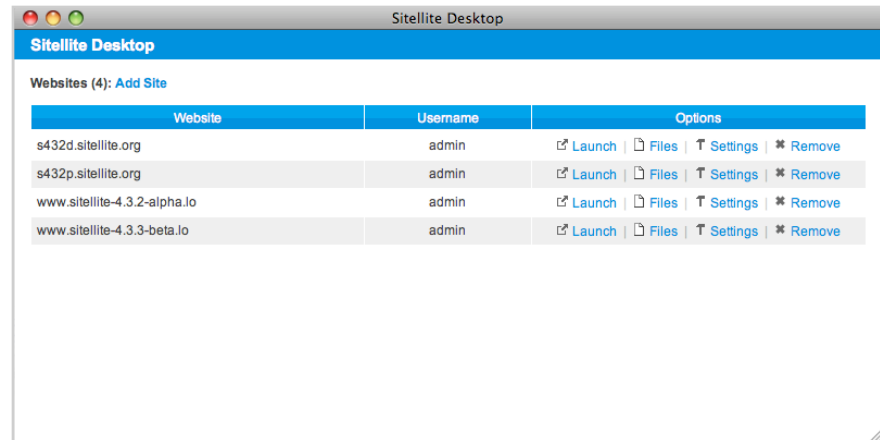 Sitellite Desktop
Sitellite Desktop
Websites (4): Add Site
Website Username Options
s432d.sitellite.org admin Launch | Files | Settings | Remove
s432p.sitellite.org admin Launch | Files | Settings | Remove
www.sitellite-4.3.2-alpha.lo admin Launch | Files | Settings | Remove
www.sitellite-4.3.3-beta.lo admin Launch | Files | Settings | Remove